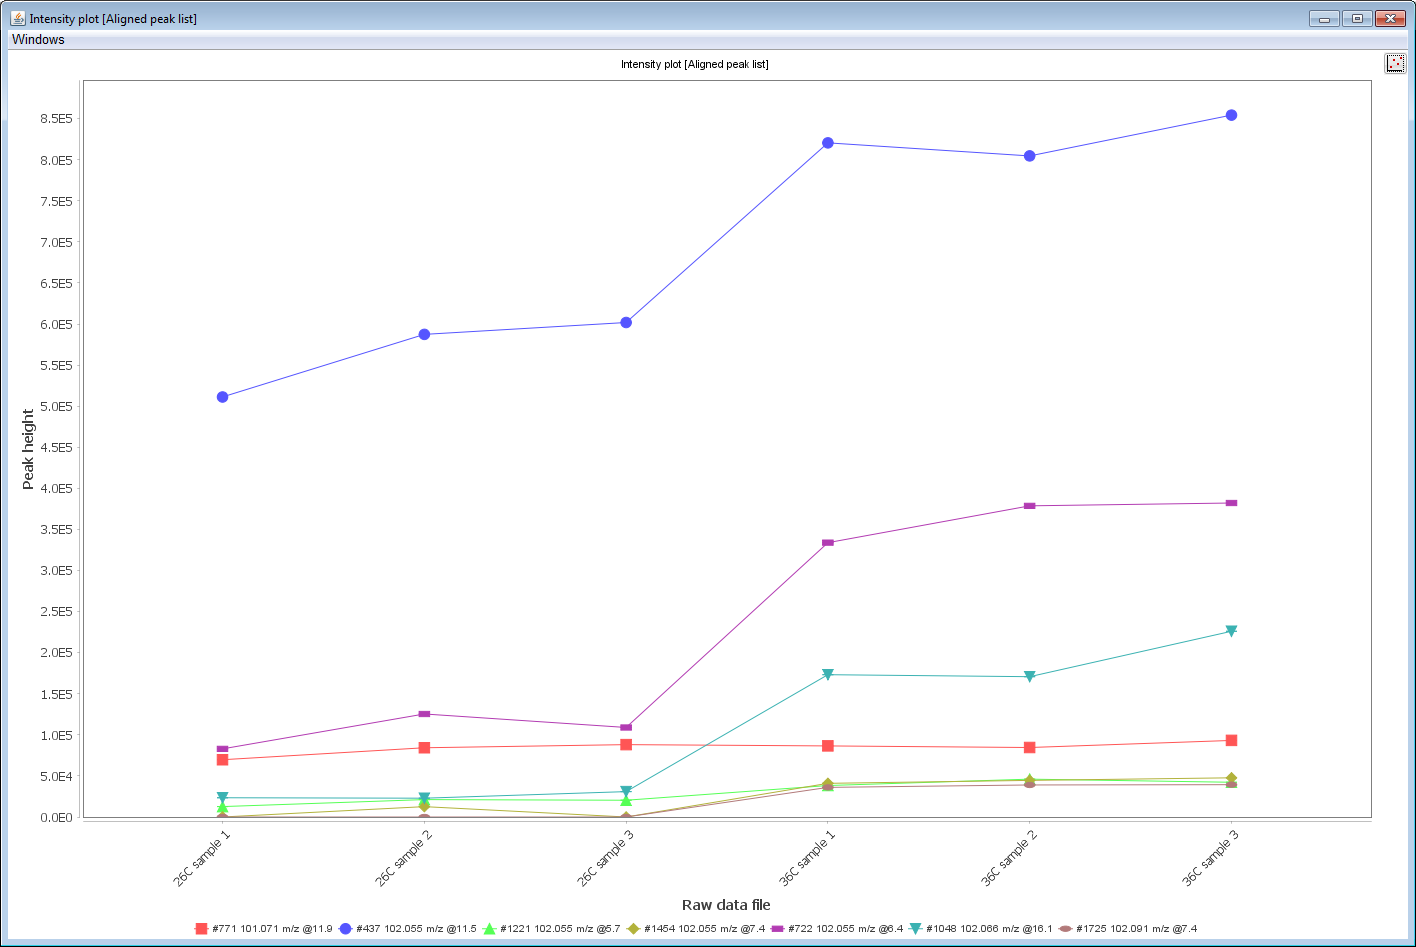 Intensity plot [Aligned peak list]
Windows
Intensity plot [Aligned peak list]
8.5E5
8.0E5
7.5E5
7.0E5
6.5E5
6.0E5
5.5E5
5.0E5
4.5E5
4.0E5
3.5E5
3.0E5
2.5E5
2.0E5
1.5E5
1.0E5
5.0E4
0.0E0
Peak height
26C sample 1
26C sample 2
26C sample 3
36C sample 1
36C sample 2
36C sample 3
Raw data file
#771 101.071 m/z @11.9 #437 102.055 m/z @11.5 #1221 102.055 m/z @5.7 #1454 102.055 m/z @7.4 #722 102.055 m/z @6.4 #1048 102.066 m/z @16.1 #1725 102.091 m/z @7.4